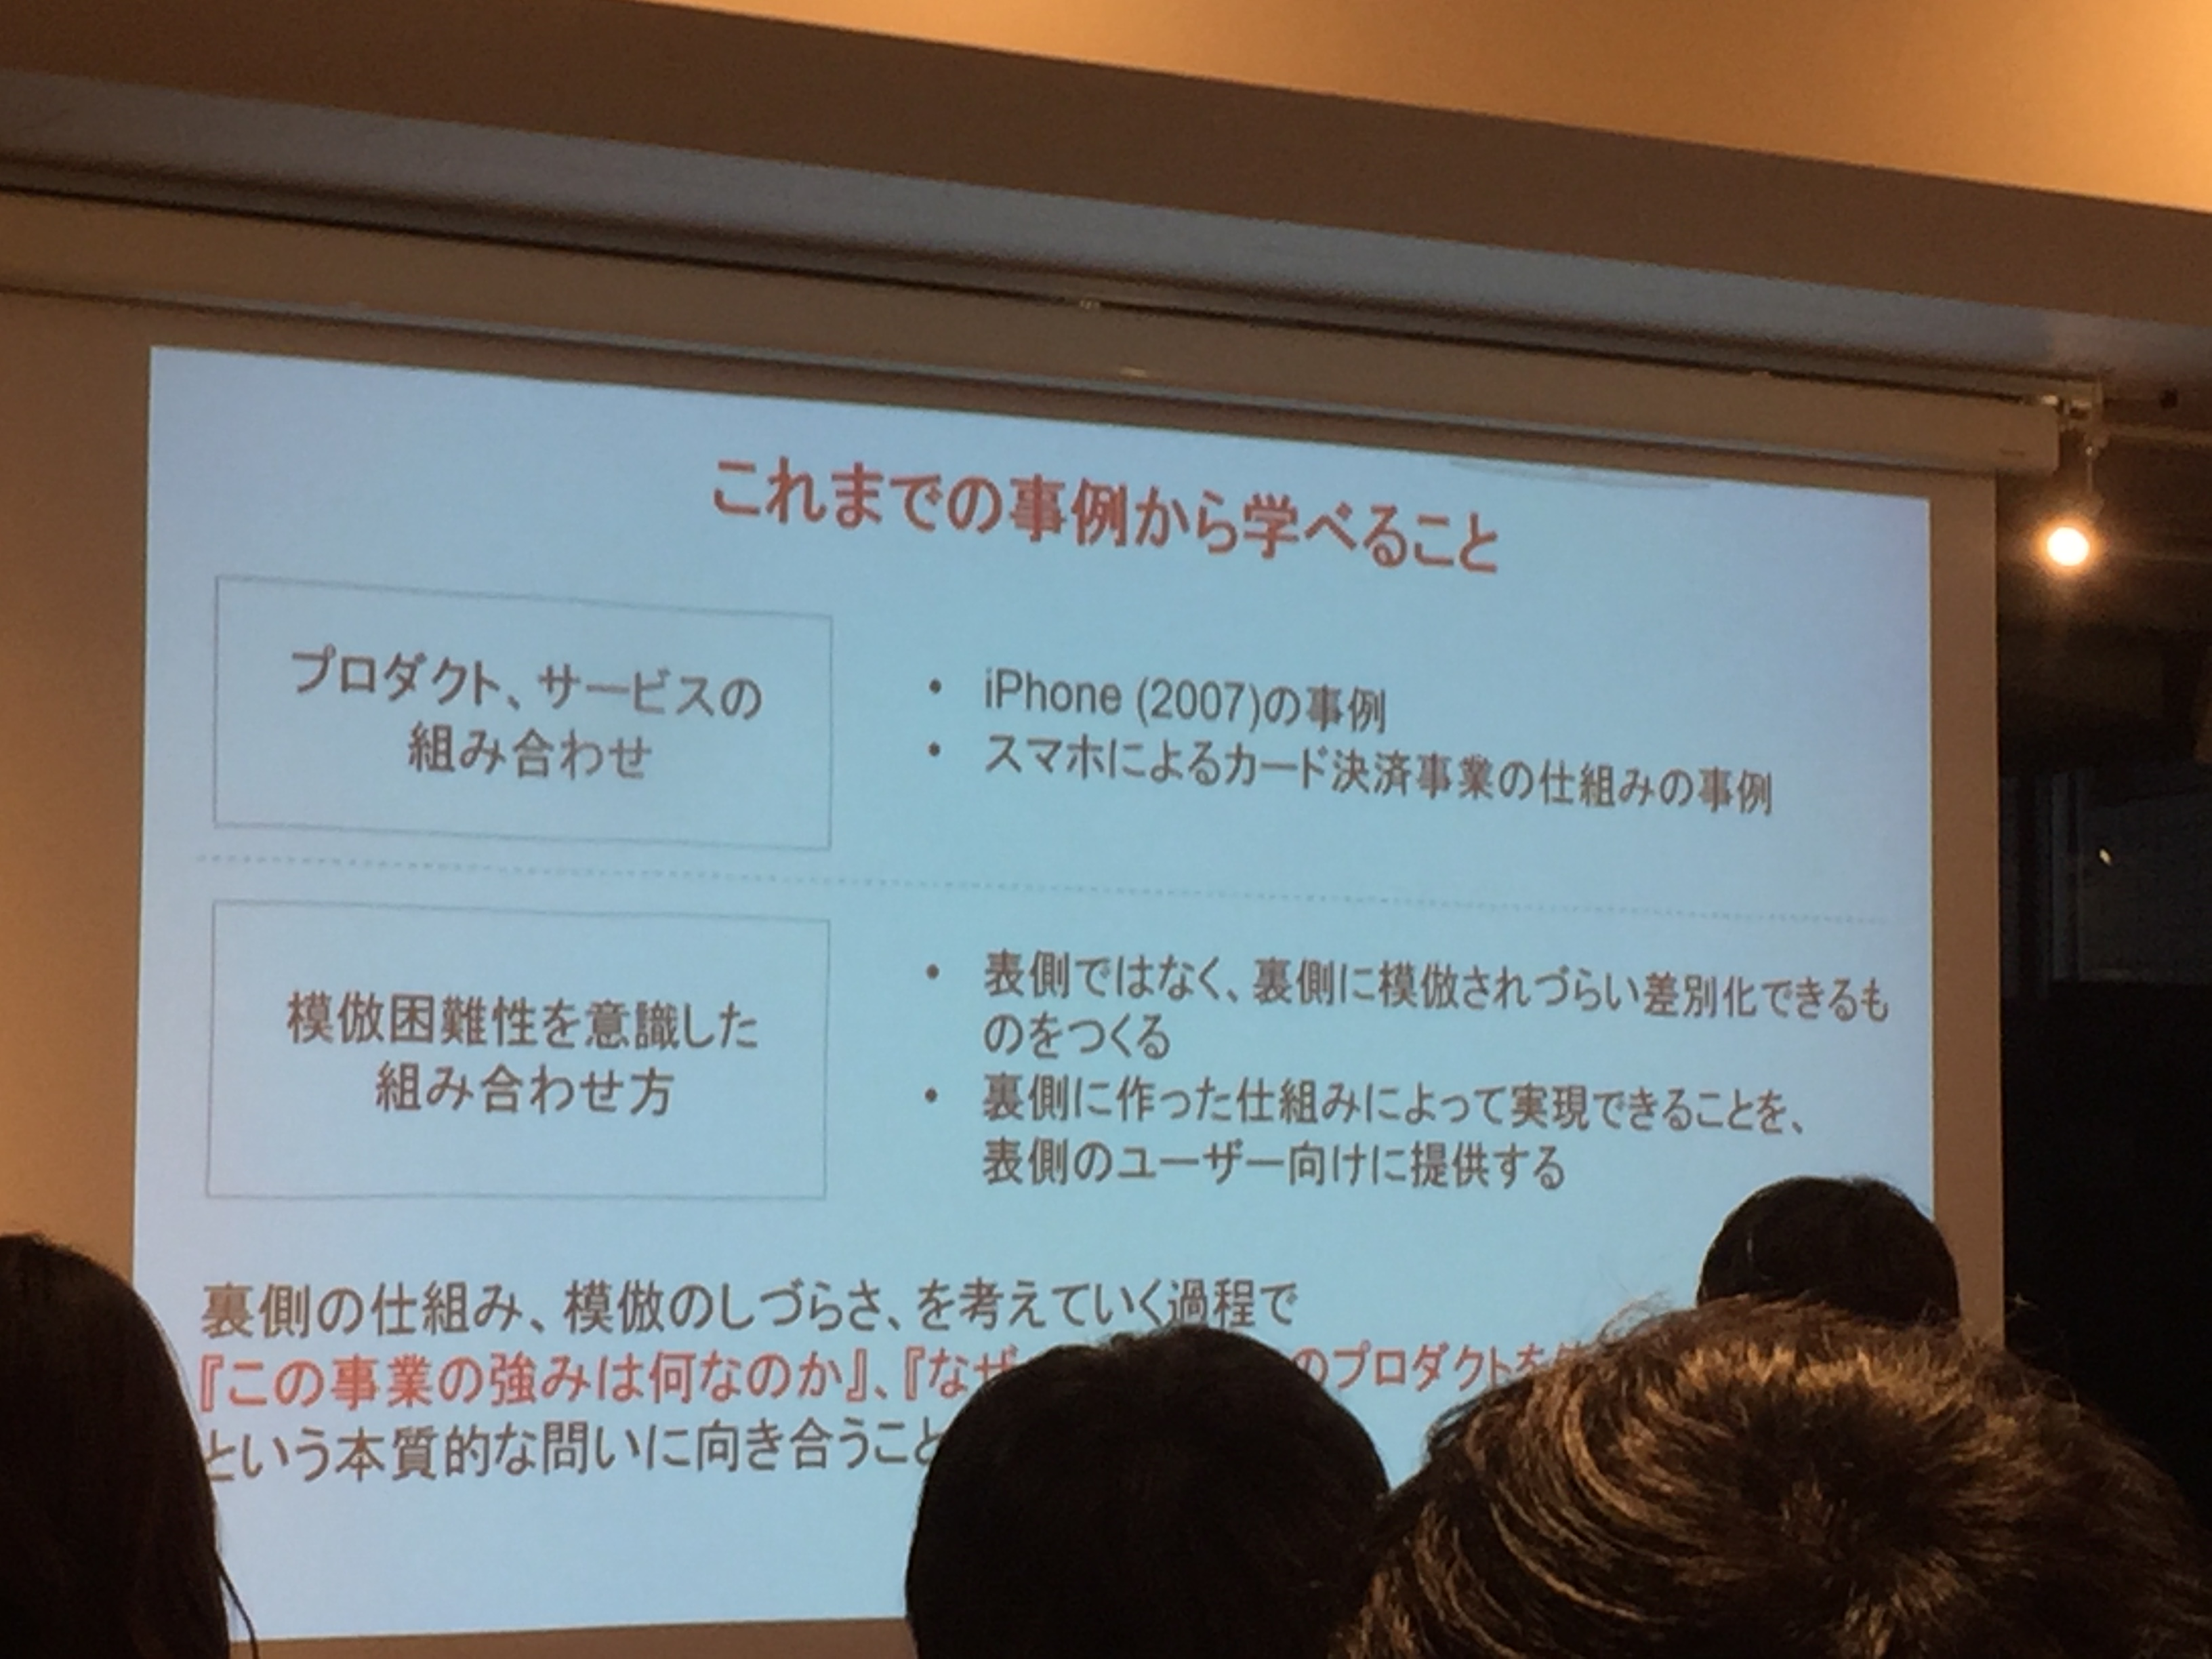 これまでの事例から学べること
プロダクト、サービスの
組み合わせ
• iPhone (2007)の事例
• スマホによるカード決済事業の仕組みの事例
模倣困難性を意識した
組み合わせ方
• 表側ではなく、裏側に模倣されづらい差別化できるも
のをつくる
• 裏側に作った仕組みによって実現できることを、
表側のユーザー向けに提供する
裏側の仕組み、模倣のしづらさ、を考えていく過程で
『この事業の強みは何なのか』、『なぜ のプロダクトを
という本質的な問いに向き合うこと